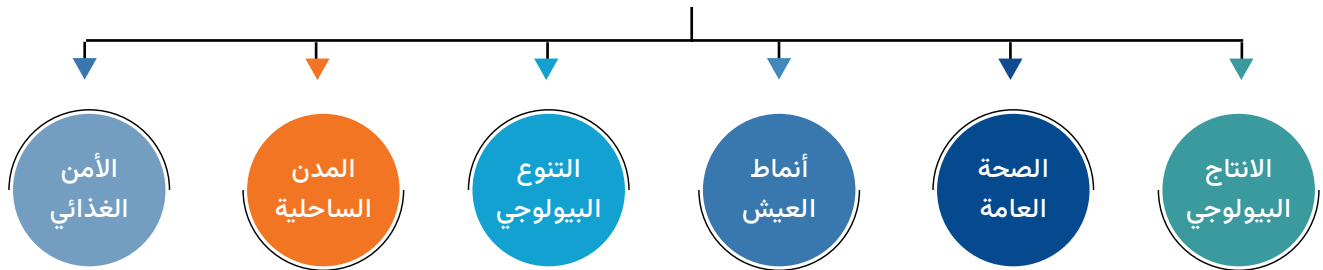 الانتاج
البيولوجي
الصحة
العامة
أنماط
العيش
التنوع
البيولوجي
المدن
الساحلية
الأمن
الغذائي